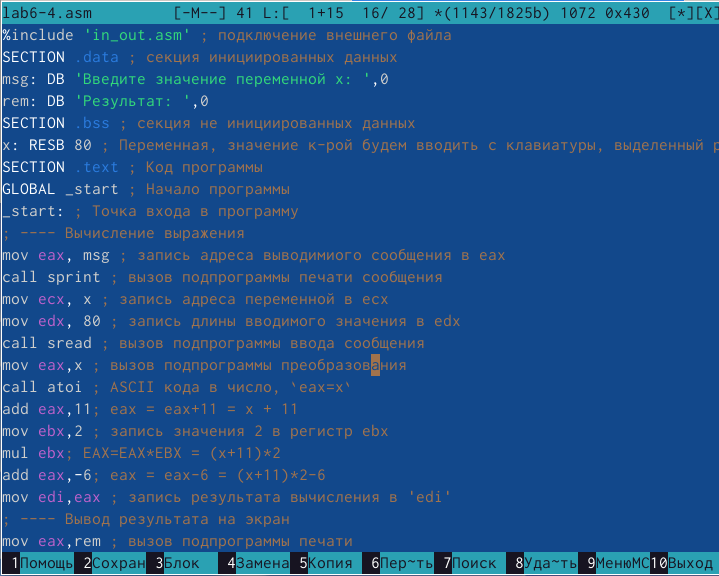 lab6-4.asm [-M--] 41 L:[ 1+15 16/ 28] *(1143/1825b) 1072 0x430 [*][X]
%include 'in_out.asm' ; подключение внешнего файла
SECTION .data ; секция инициированных данных
msg: DB 'Введите значение переменной х: ',0
rem: DB 'Результат: ',0
SECTION .bss ; секция не инициированных данных
x: RESB 80 ; Переменная, значение к-рой будем вводить с клавиатуры, выделенный р
SECTION .text ; Код программы
GLOBAL _start ; Начало программы
_start: ; Точка входа в программу
; ---- Вычисление выражения
mov eax, msg ; запись адреса выводимиого сообщения в eax
call sprint ; вызов подпрограммы печати сообщения
mov ecx, x ; запись адреса переменной в ecx
mov edx, 80 ; запись длины вводимого значения в edx
call sread ; вызов подпрограммы ввода сообщения
mov eax,x ; вызов подпрограммы преобразования
call atoi ; ASCII кода в число, `eax=x`
add eax,11; eax = eax+11 = x + 11
mov ebx,2 ; запись значения 2 в регистр ebx
mul ebx; EAX=EAX*EBX = (x+11)*2
add eax,-6; eax = eax-6 = (x+11)*2-6
mov edi,eax ; запись результата вычисления в 'edi'
; ---- Вывод результата на экран
mov eax,rem ; вызов подпрограммы печати
1Помощь 2Сохран 3Блок 4Замена 5Копия 6Пер~ть 7Поиск 8Уда~ть 9МенюМС 10Выход